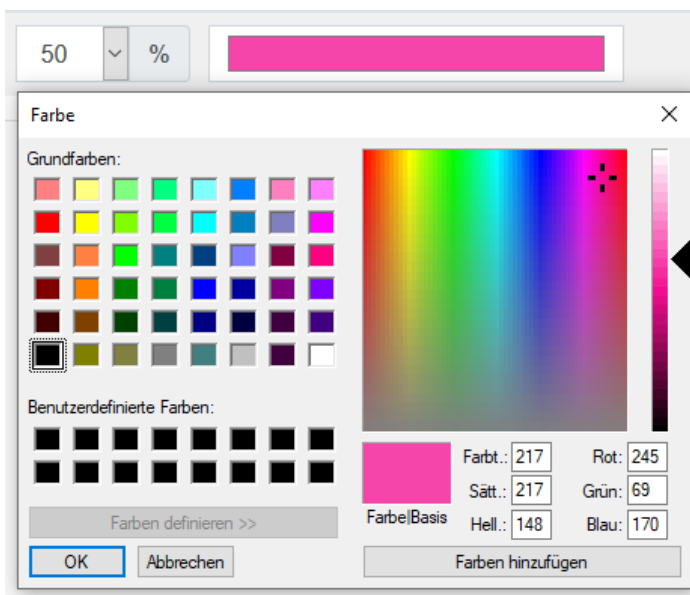 50 %
Farbe
Grundfarben:
Benutzerdefinierte Farben:
Farben definieren >>
OK Abbrechen
Farbe|Basis
Farbt.: 217 Rot: 245
Sätt.: 217 Grün: 69
Hell.: 148 Blau: 170
Farben hinzufügen